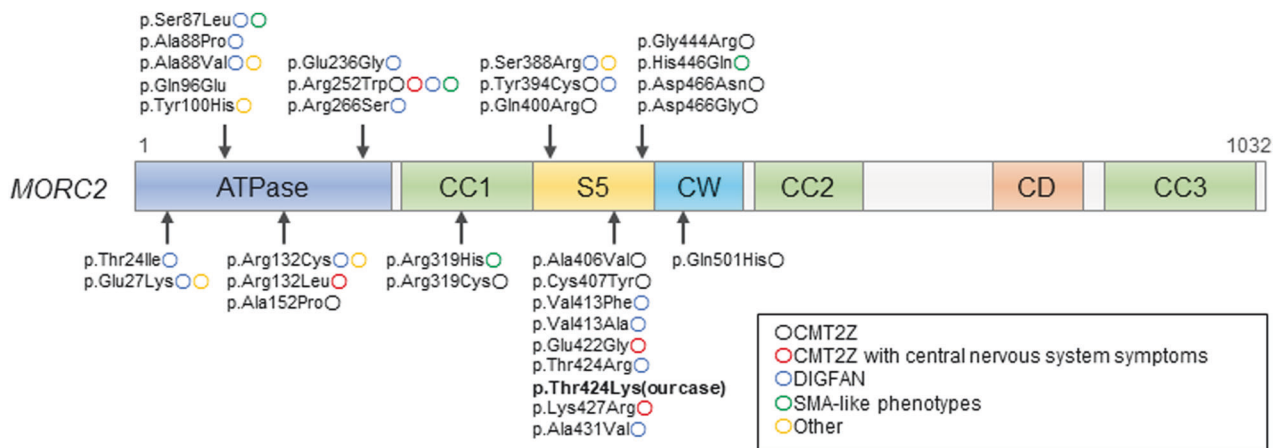 p.Ser87Leu
p.Ala88Pro
p.Ala88Val
p.Gln96Glu
p.Tyr100His
p.Glu236Gly
p.Arg252Trp
p.Arg266Ser
p.Ser388Arg
p.Tyr394Cys
p.Gln400Arg
p.Gly444Arg
p.His446Gln
p.Asp466Asn
p.Asp466Gly
1
1032
MORC2
ATPase
CC1
S5
CW
CC2
CD
CC3
p.Thr24Ile
p.Glu27Lys
p.Arg132Cys
p.Arg132Leu
p.Ala152Pro
p.Arg319His
p.Arg319Cys
p.Ala406Val
p.Cys407Tyr
p.Val413Phe
p.Val413Ala
p.Glu422Gly
p.Thr424Arg
p.Thr424Lys(our case)
p.Lys427Arg
p.Ala431Val
p.Gln501His
CMT2Z
CMT2Z with central nervous system symptoms
DIGFAN
SMA-like phenotypes
Other